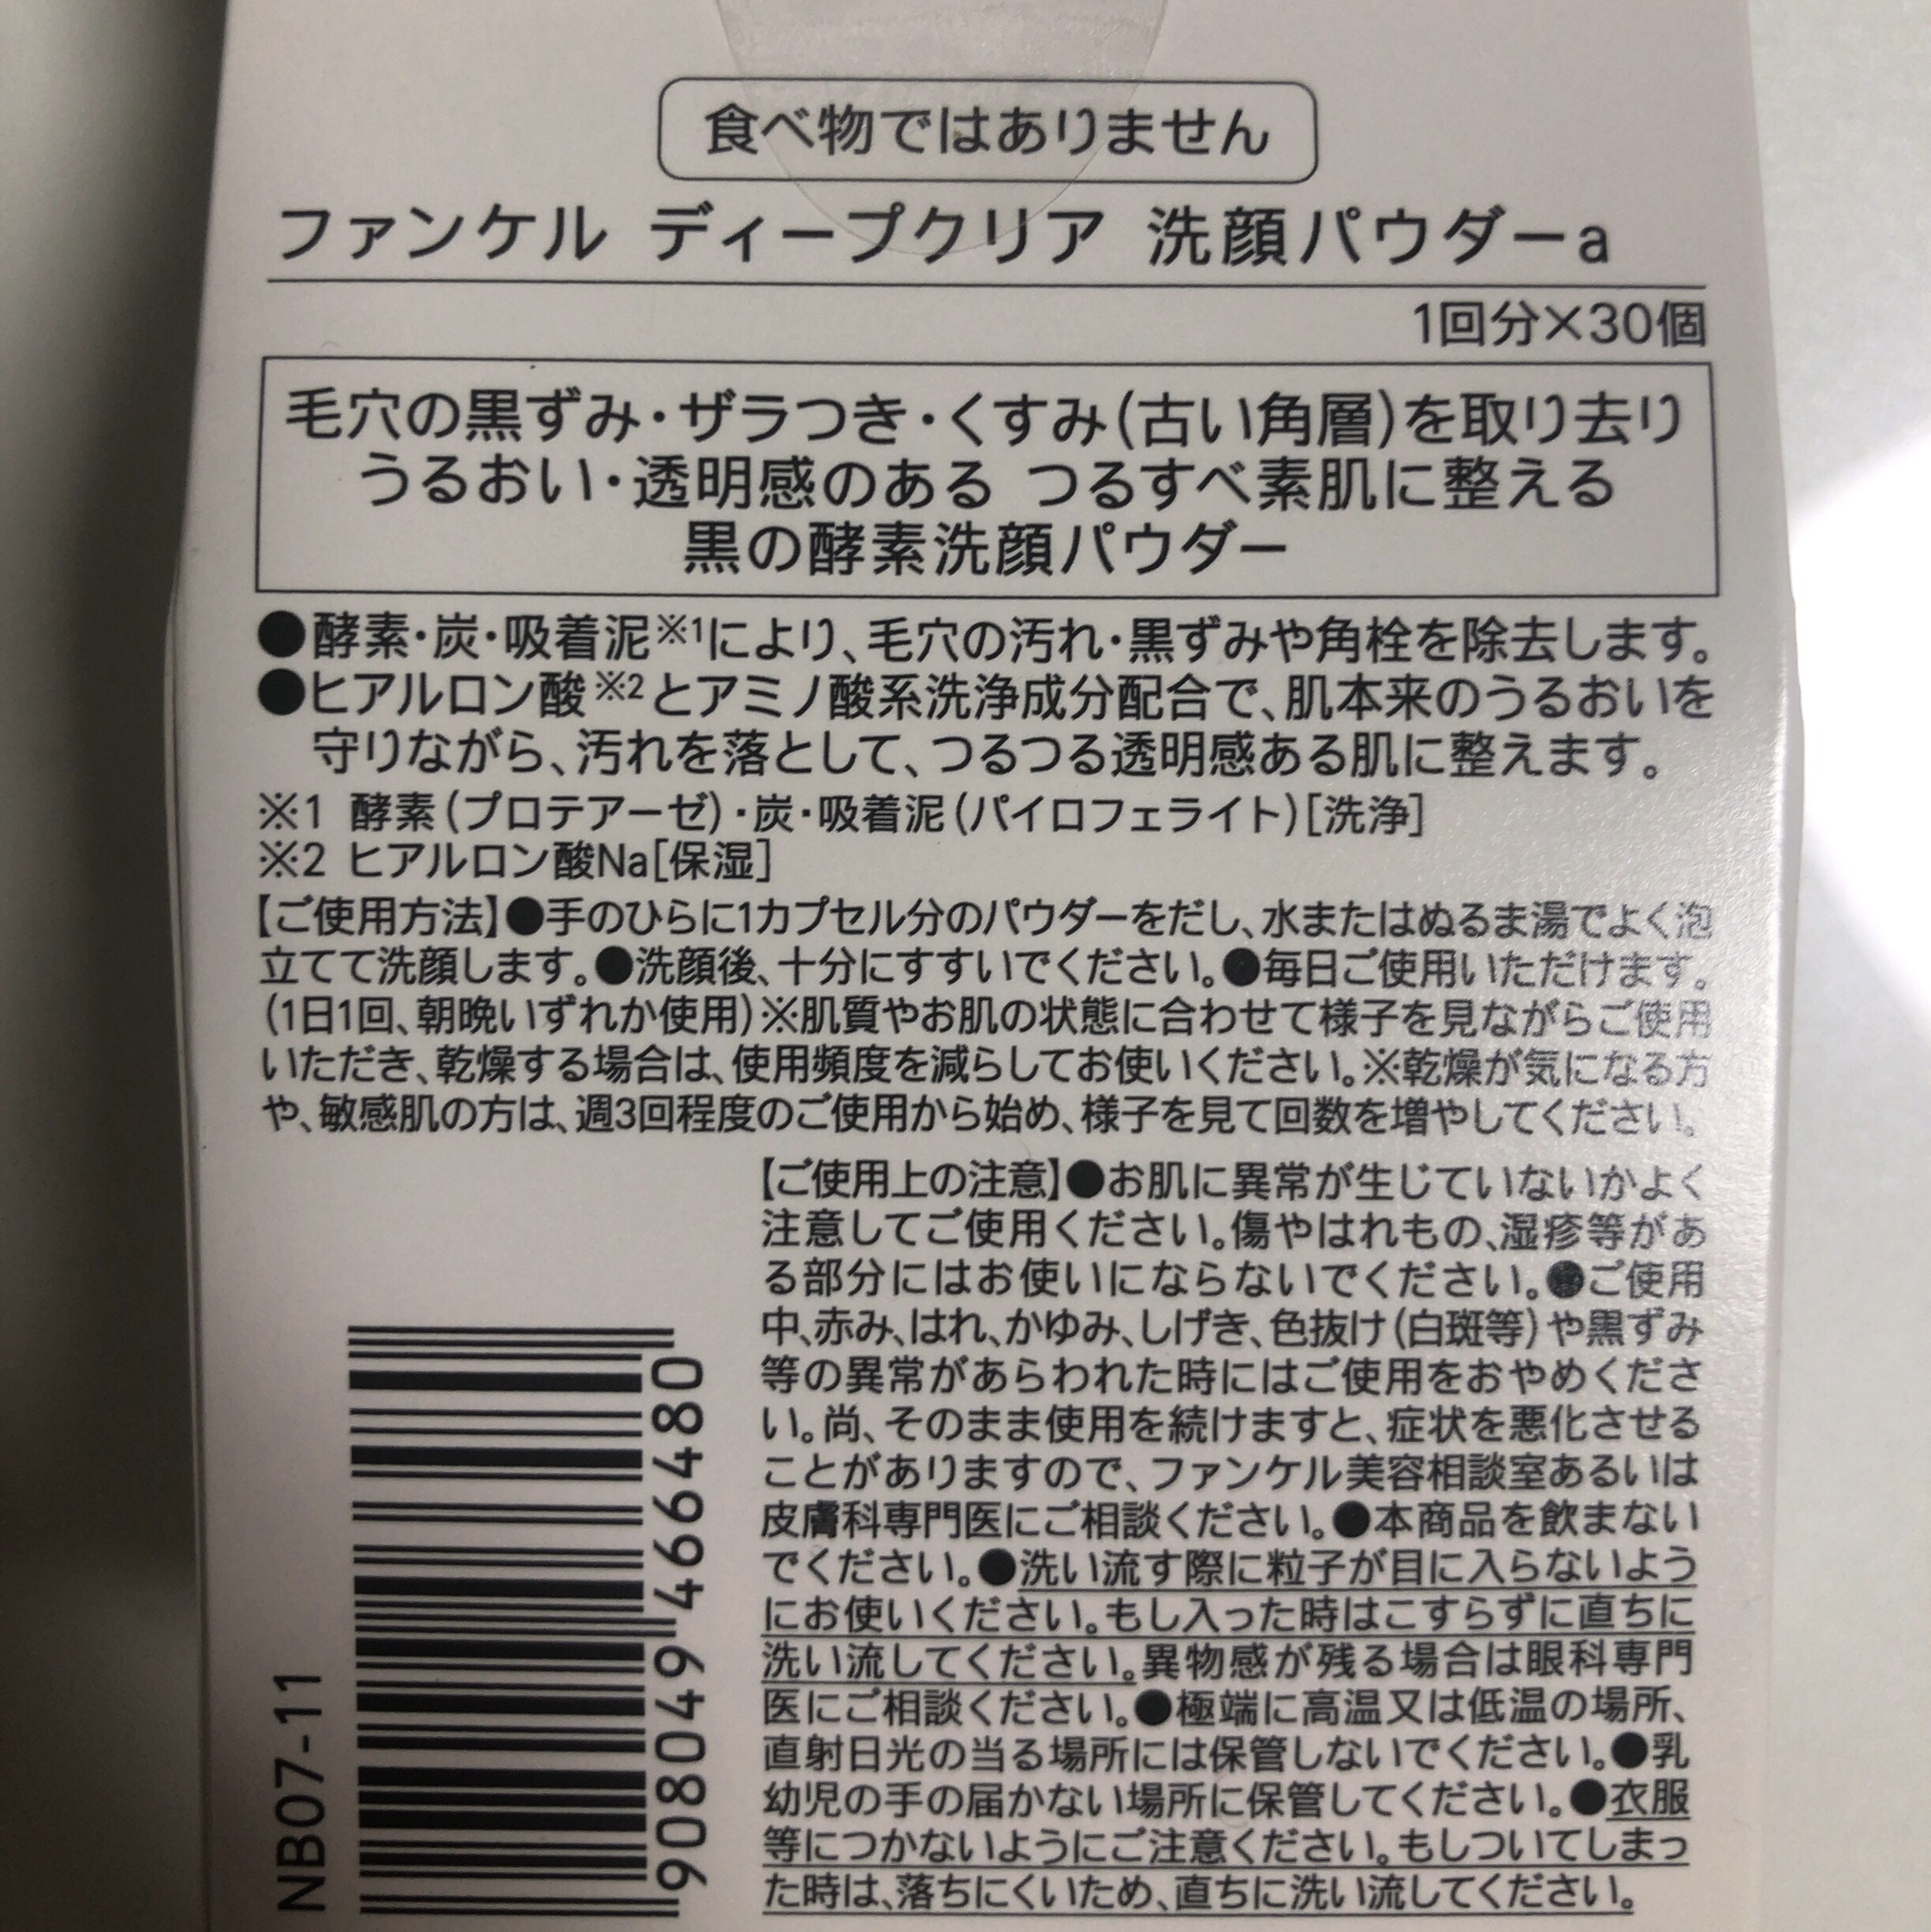 食べ物ではありません
ファンケル ディープクリア 洗顔パウダーa
1回分×30個
毛穴の黒ずみ・ザラつき・くすみ(古い角層)を取り去り
うるおい・透明感のある つるすべ素肌に整える
黒の酵素洗顔パウダー
●酵素・炭・吸着泥※1により、毛穴の汚れ・黒ずみや角栓を除去します。
●ヒアルロン酸※2とアミノ酸系洗浄成分配合で、肌本来のうるおいを
守りながら、汚れを落として、つるつる透明感ある肌に整えます。
※1 酵素(プロテアーゼ)・炭・吸着泥(パイロフェライト)[洗浄]
※2 ヒアルロン酸Na[保湿]
【ご使用方法】●手のひらに1カプセル分のパウダーをだし、水またはぬるま湯でよく泡
立てて洗顔します。●洗顔後、十分にすすいでください。●毎日ご使用いただけます。
(1日1回、朝晩いずれか使用)※肌質やお肌の状態に合わせて様子を見ながらご使用
いただき、乾燥する場合は、使用頻度を減らしてお使いください。※乾燥が気になる方
や、敏感肌の方は、週3回程度のご使用から始め、様子を見て回数を増やしてください。
【ご使用上の注意】●お肌に異常が生じていないかよく
注意してご使用ください。傷やはれもの、湿疹等があ
る部分にはお使いにならないでください。●ご使用
中、赤み、はれ、かゆみ、しげき、色抜け(白斑等)や黒ずみ
等の異常があらわれた時にはご使用をおやめくださ
い。尚、そのまま使用を続けますと、症状を悪化させる
ことがありますので、ファンケル美容相談室あるいは
皮膚科専門医にご相談ください。●本商品を飲まない
でください。●洗い流す際に粒子が目に入らないよう
にお使いください。もし入った時はこすらずに直ちに
洗い流してください。異物感が残る場合は眼科専門
医にご相談ください。●極端に高温又は低温の場所、
直射日光の当る場所には保管しないでください。●乳
幼児の手の届かない場所に保管してください。●衣服
等につかないようにご注意ください。もしついてしまっ
た時は、落ちにくいため、直ちに洗い流してください。
4908049466480
NB07-11